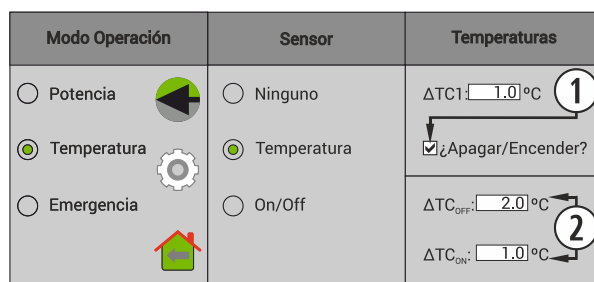 Modo Operación
Sensor
Temperaturas
Potencia
Ninguno
ΔTC1: 1.0 ºC
1
Temperatura
Temperatura
¿Apagar/Encender?
Emergencia
On/Off
ΔTCOFF: 2.0 ºC
2
ΔTCON: 1.0 ºC